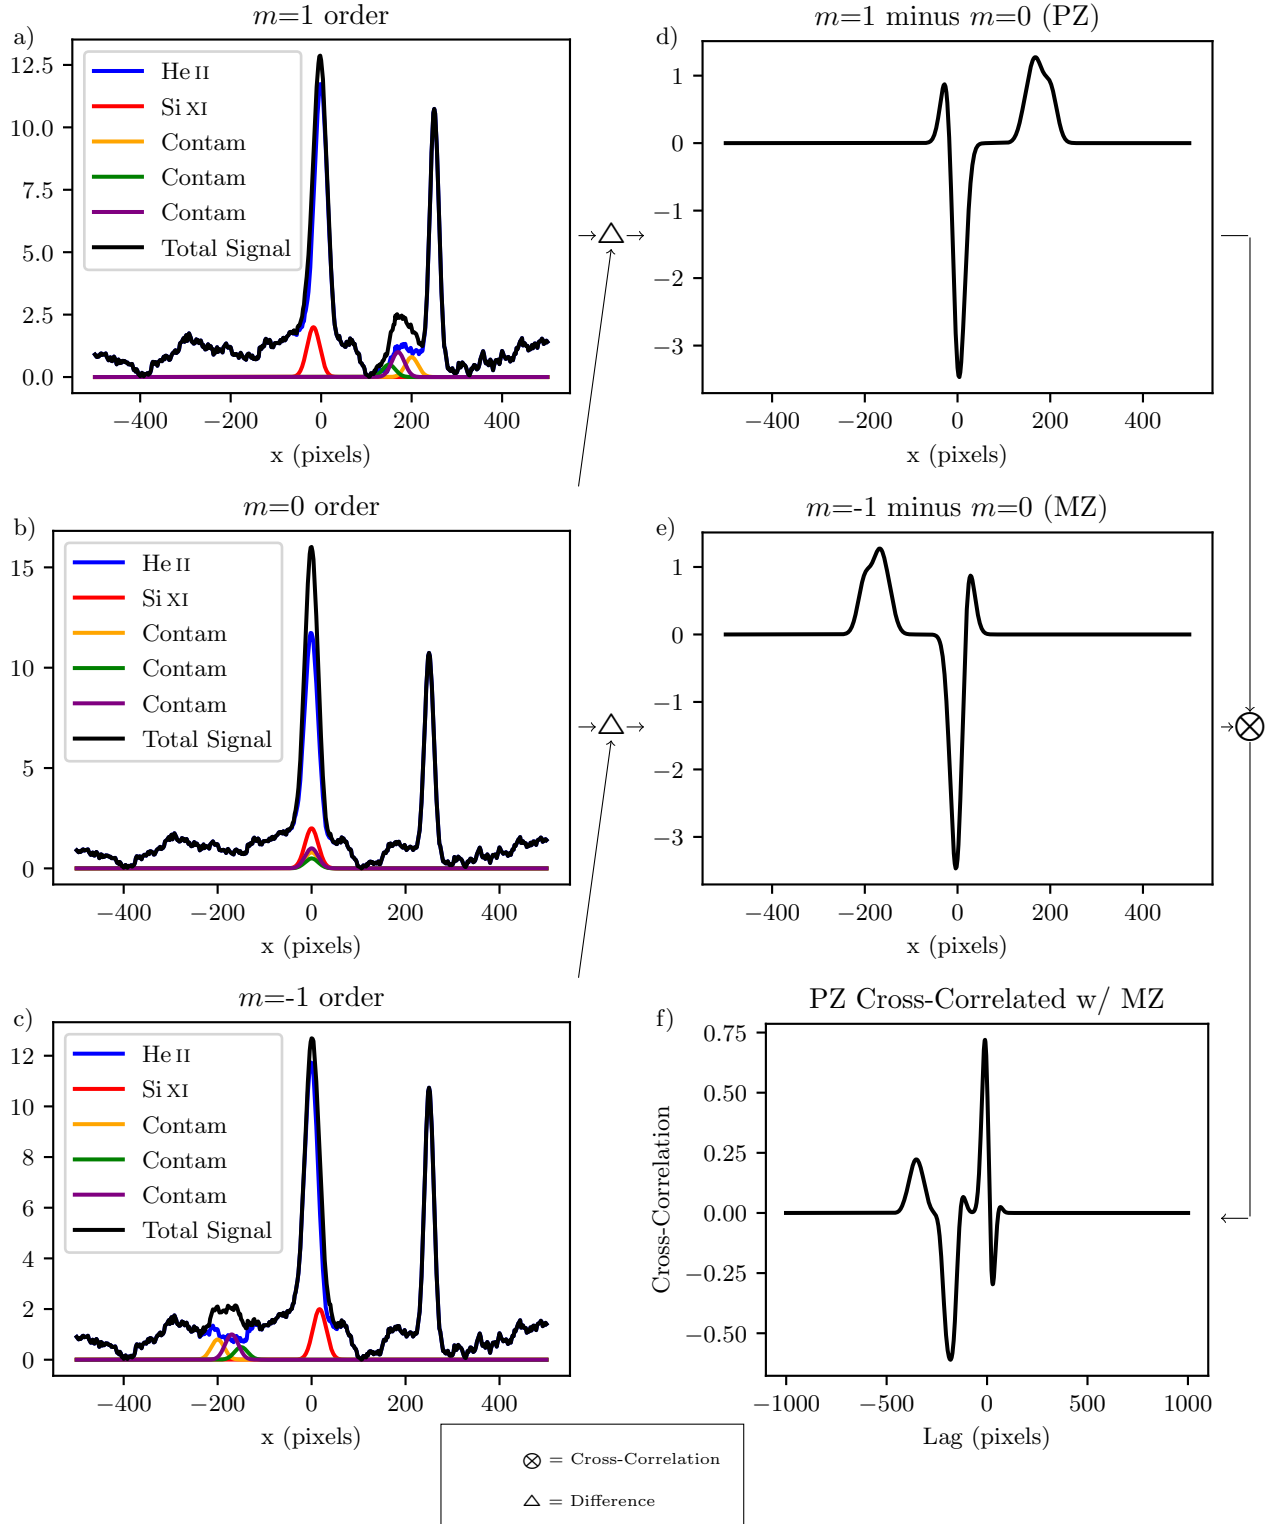 m=1 order
a)
He II
Si XI
Contam
Contam
Contam
Total Signal
12.5
10.0
7.5
5.0
2.5
0.0
−400 −200 0 200 400
x (pixels)
m=1 minus m=0 (PZ)
d)
1
0
−1
−2
−3
−400 −200 0 200 400
x (pixels)
m=0 order
b)
He II
Si XI
Contam
Contam
Contam
Total Signal
15
10
5
0
−400 −200 0 200 400
x (pixels)
m=-1 minus m=0 (MZ)
e)
1
0
−1
−2
−3
−400 −200 0 200 400
x (pixels)
m=-1 order
c)
He II
Si XI
Contam
Contam
Contam
Total Signal
12
10
8
6
4
2
0
−400 −200 0 200 400
x (pixels)
PZ Cross-Correlated w/ MZ
f)
Cross-Correlation
0.75
0.50
0.25
0.00
−0.25
−0.50
−1000 −500 0 500 1000
Lag (pixels)
⊗ = Cross-Correlation
△ = Difference